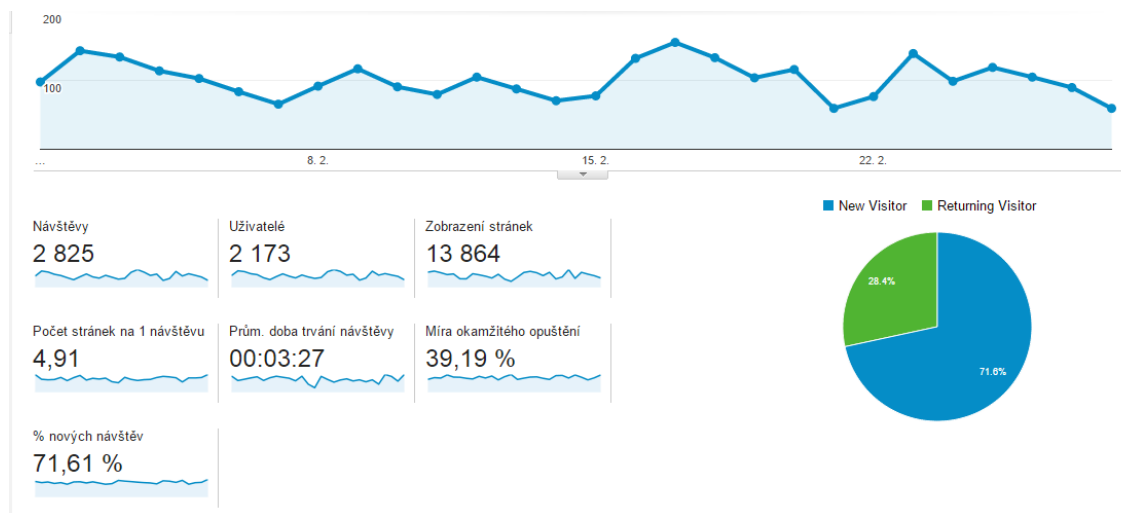 200
100
...
8. 2.
15. 2.
22. 2.
New Visitor
Returning Visitor
Návštěvy
2 825
Uživatelé
2 173
Zobrazení stránek
13 864
28.4%
71.6%
Počet stránek na 1 návštěvu
4,91
Prům. doba trvání návštěvy
00:03:27
Míra okamžitého opuštění
39,19 %
% nových návštěv
71,61 %